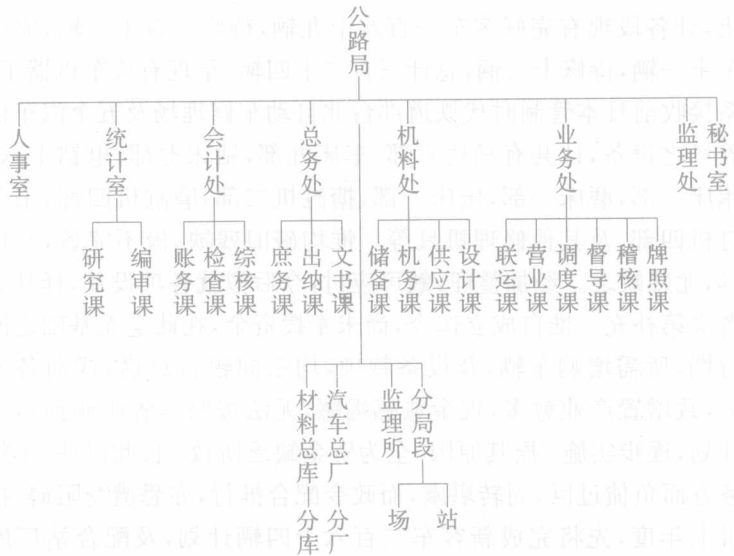 公路局
人事室
统计室
会计处
总务处
机料处
业务处
监理处
秘书室
研究课
编审课
账务课
检查课
综核课
庶务课
出纳课
文书课
储备课
机务课
供应课
设计课
联运课
营业课
调度课
督导课
稽核课
牌照课
材料总库
汽车总厂
监理所
分局段
分库
分厂
场
站